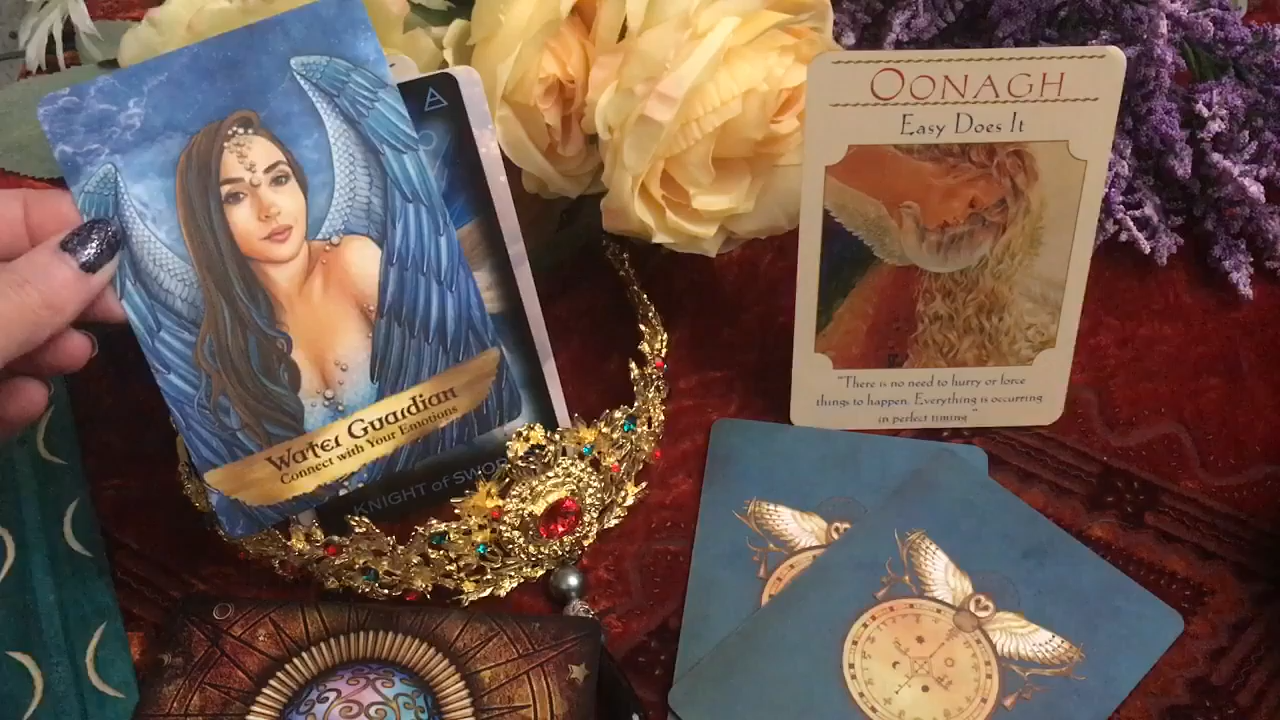 Water Guardian
Connect with Your Emotions
KNIGHT of SWOR
OONAGH
Easy Does It
"There is no need to hurry or force
things to happen. Everything is occurring
in perfect timing."